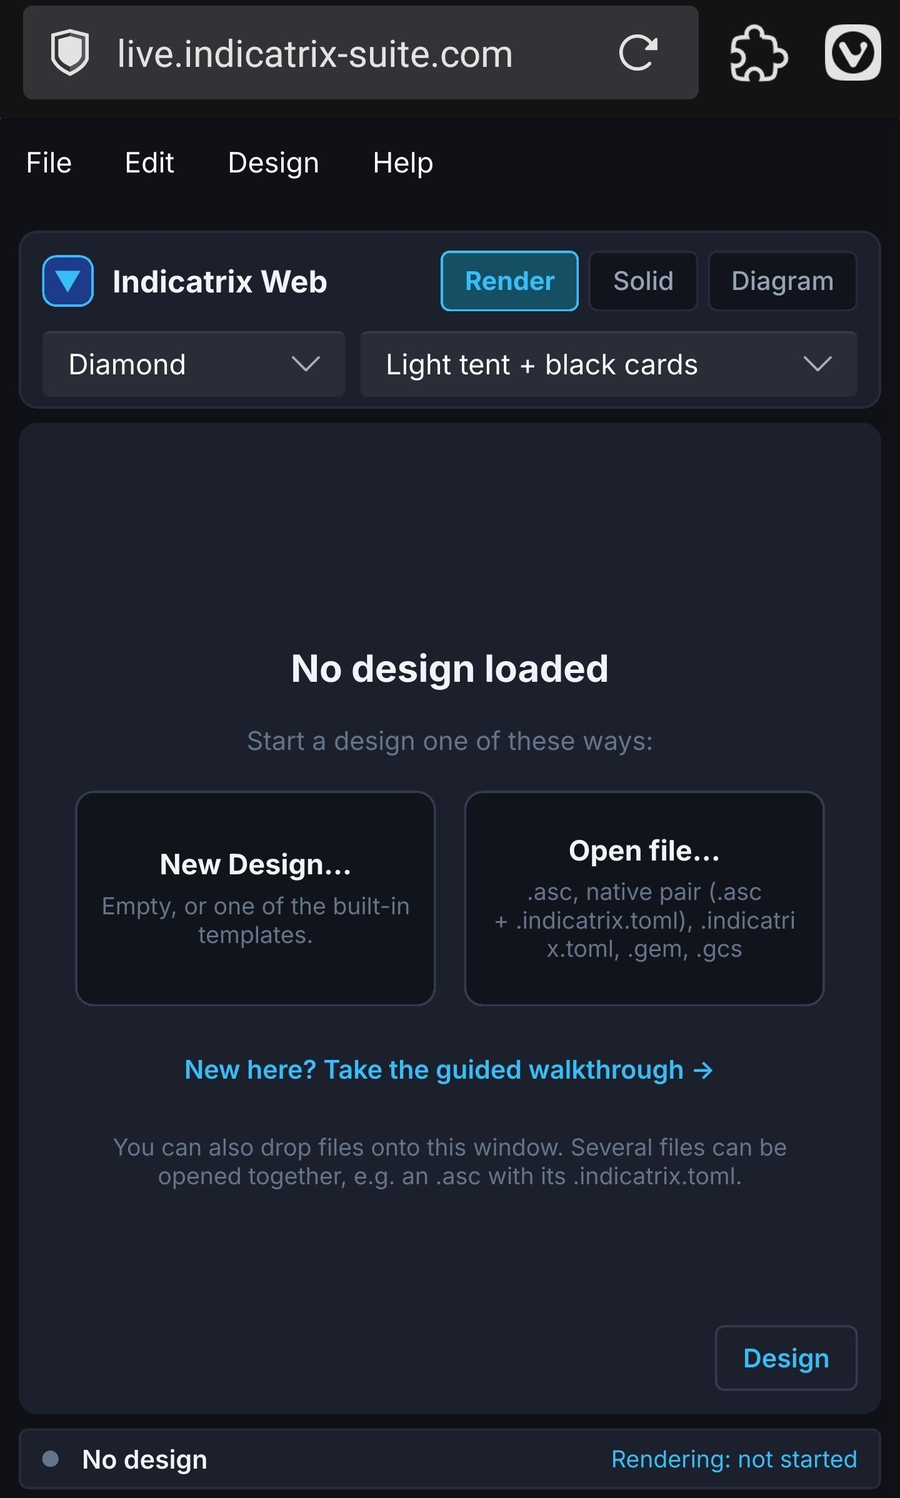 live.indicatrix-suite.com
File Edit Design Help
Indicatrix Web Render Solid Diagram
Diamond Light tent + black cards
No design loaded
Start a design one of these ways:
New Design...
Empty, or one of the built-in
templates.
Open file...
.asc, native pair (.asc
+ .indicatrix.toml), .indicatri
x.toml, .gem, .gcs
New here? Take the guided walkthrough →
You can also drop files onto this window. Several files can be
opened together, e.g. an .asc with its .indicatrix.toml.
Design
No design Rendering: not started